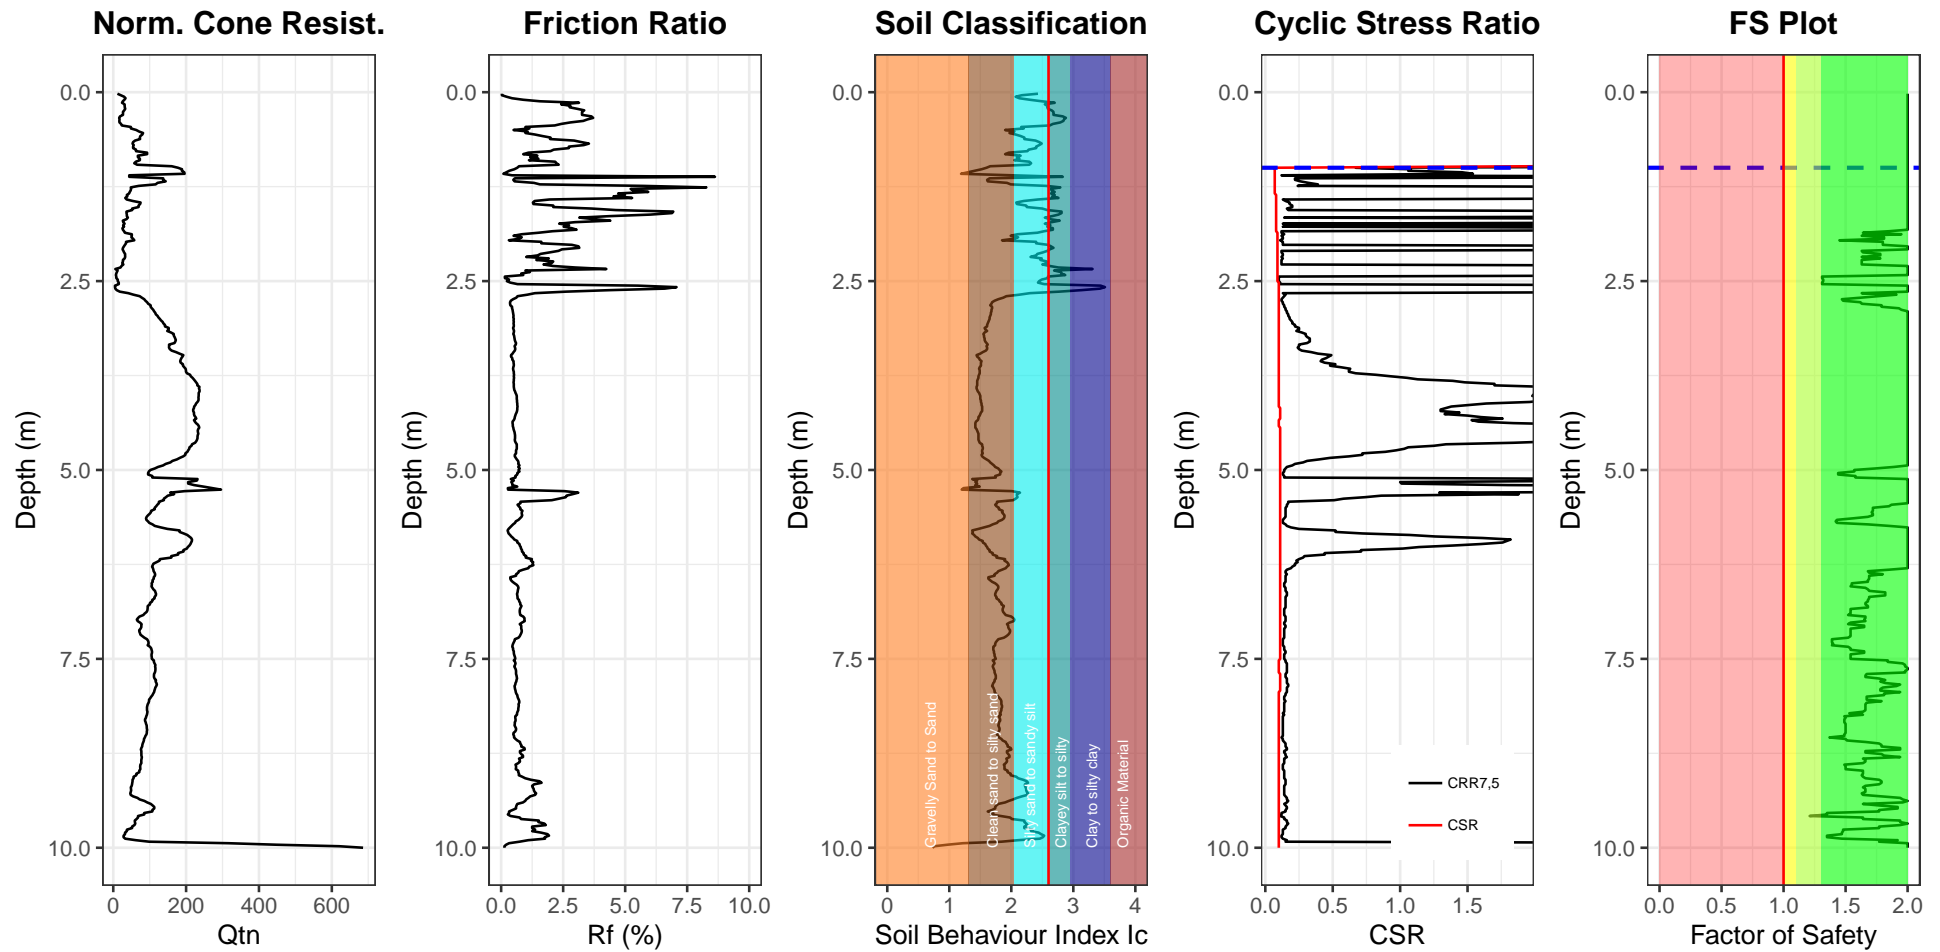 Norm. Cone Resist.
0.0
2.5
5.0
7.5
10.0
Depth (m)
0 200 400 600
Qtn
Friction Ratio
0.0
2.5
5.0
7.5
10.0
Depth (m)
0.0 2.5 5.0 7.5 10.0
Rf (%)
Soil Classification
0.0
2.5
5.0
7.5
10.0
Depth (m)
Gravelly Sand to Sand
Clean sand to silty sand
Silty sand to sandy silt
Clayey silt to silty
Clay to silty clay
Organic Material
0 1 2 3 4
Soil Behaviour Index Ic
Cyclic Stress Ratio
0.0
2.5
5.0
7.5
10.0
Depth (m)
CRR7,5
CSR
0.0 0.5 1.0 1.5
CSR
FS Plot
0.0
2.5
5.0
7.5
10.0
Depth (m)
0.0 0.5 1.0 1.5 2.0
Factor of Safety